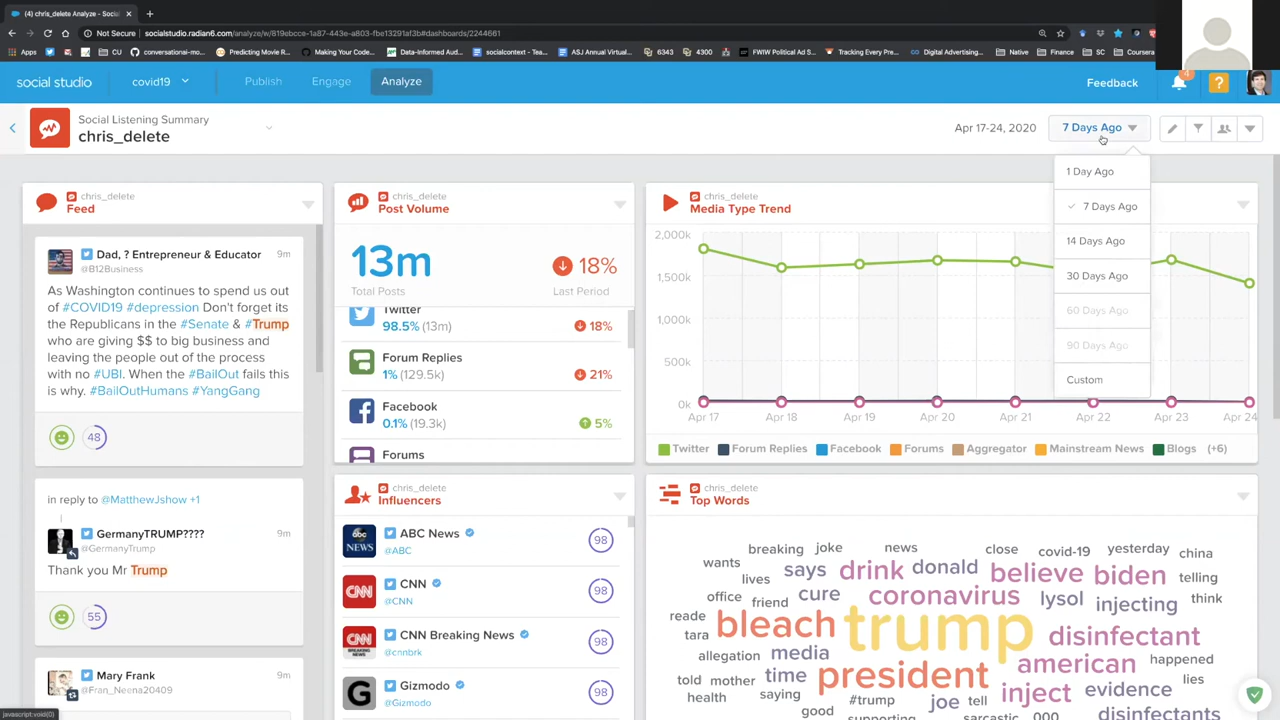 (4) chris_delete Analyze - Soci
Not Secure
socialstudio.radian6.com/analyze/w/819ebcce-1a87-443e-a803-fbe13291af3b#dashboards/2244661
Apps
CU
conversational-mo...
Predicting Movie R...
Data-Informed Aud...
socialcontext - Tea...
ASJ Annual Virtual...
6343
4300
FWIW Political Ad S...
Tracking Every Pre...
Digital Advertising...
Native
Finance
SC
Coursera
social studio
covid19
Publish
Engage
Analyze
Feedback
4
?
Social Listening Summary
chris_delete
Apr 17-24, 2020
7 Days Ago
1 Day Ago
7 Days Ago
14 Days Ago
30 Days Ago
60 Days Ago
90 Days Ago
Custom
chris_delete
Feed
Dad, ? Entrepreneur & Educator
9m
@B12Business
As Washington continues to spend us out
of #COVID19 #depression Don't forget its
the Republicans in the #Senate & #Trump
who are giving $$ to big business and
leaving the people out of the process
with no #UBI. When the #BailOut fails this
is why. #BailOutHumans #YangGang
48
in reply to @MatthewJshow +1
GermanyTRUMP????
9m
@GermanyTrump
Thank you Mr Trump
55
Mary Frank
9m
@Fran_Neena20409
javascript:void(0)
chris_delete
Post Volume
13m
Total Posts
18%
Last Period
Twitter
98.5% (13m)
18%
Forum Replies
1% (129.5k)
21%
Facebook
0.1% (19.3k)
5%
Forums
chris_delete
Media Type Trend
2,000k
1,500k
1,000k
500k
0k
Apr 17
Apr 18
Apr 19
Apr 20
Apr 21
Apr 22
Apr 23
Apr 24
Twitter
Forum Replies
Facebook
Forums
Aggregator
Mainstream News
Blogs
(+6)
chris_delete
Influencers
ABC News
@ABC
98
CNN
@CNN
98
CNN Breaking News
@cnnbrk
98
Gizmodo
@Gizmodo
98
abc
NEWS
CNN
CNN
BREAKING
NEWS
G
chris_delete
Top Words
breaking joke news close covid-19 yesterday china
wants says drink donald believe biden telling
lives
office friend cure coronavirus lysol injecting think
reade bleach trump disinfectant
tara
allegation media american happened
told mother time president inject evidence lies
health saying #trump joe tell
good supporting sarcastic 000 disinfectants